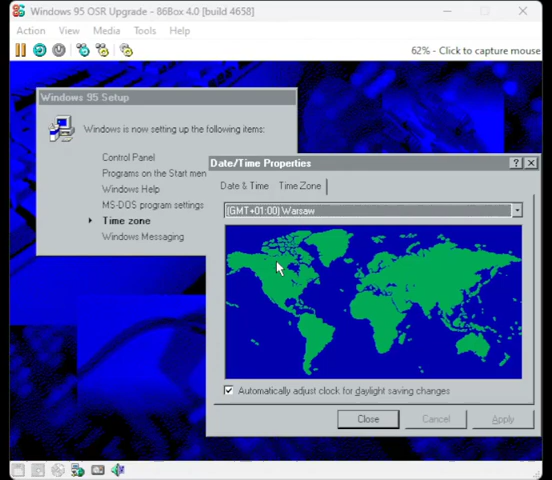 Windows 95 OSR Upgrade - 86Box 4.0 [build 4658]
Action View Media Tools Help
62% - Click to capture mouse
Windows 95 Setup
Windows is now setting up the following items:
Control Panel
Programs on the Start men
Windows Help
MS-DOS program settings
Time zone
Windows Messaging
Date/Time Properties
Date & Time Time Zone
(GMT+01:00) Warsaw
Automatically adjust clock for daylight saving changes
Close Cancel Apply